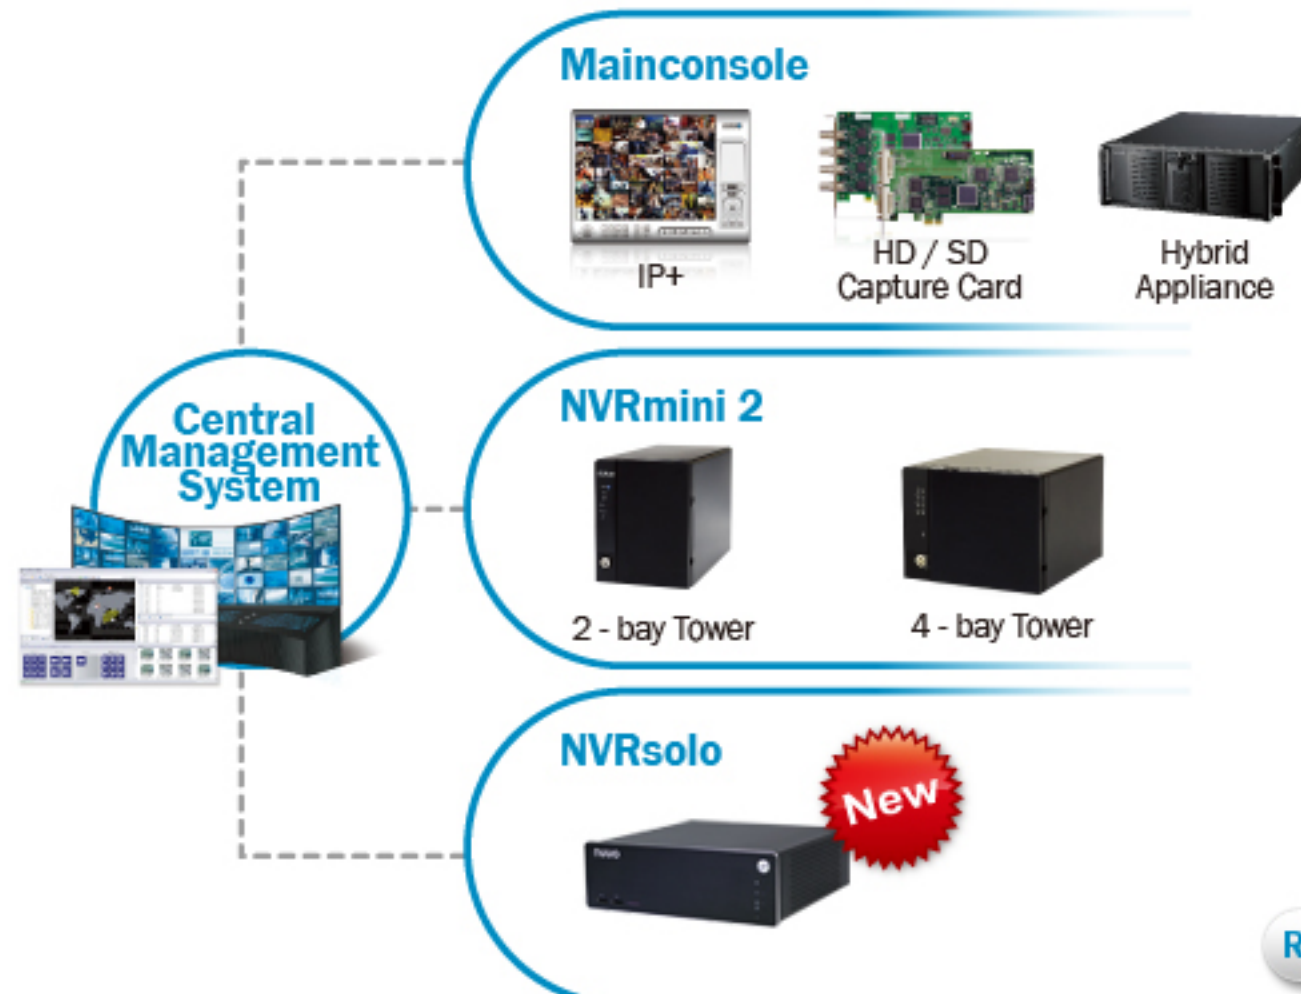 Mainconsole
IP+
HD / SD
Capture Card
Hybrid
Appliance
Central
Management
System
NVRmini 2
2 - bay Tower
4 - bay Tower
NVRsolo
New
nuuo
R